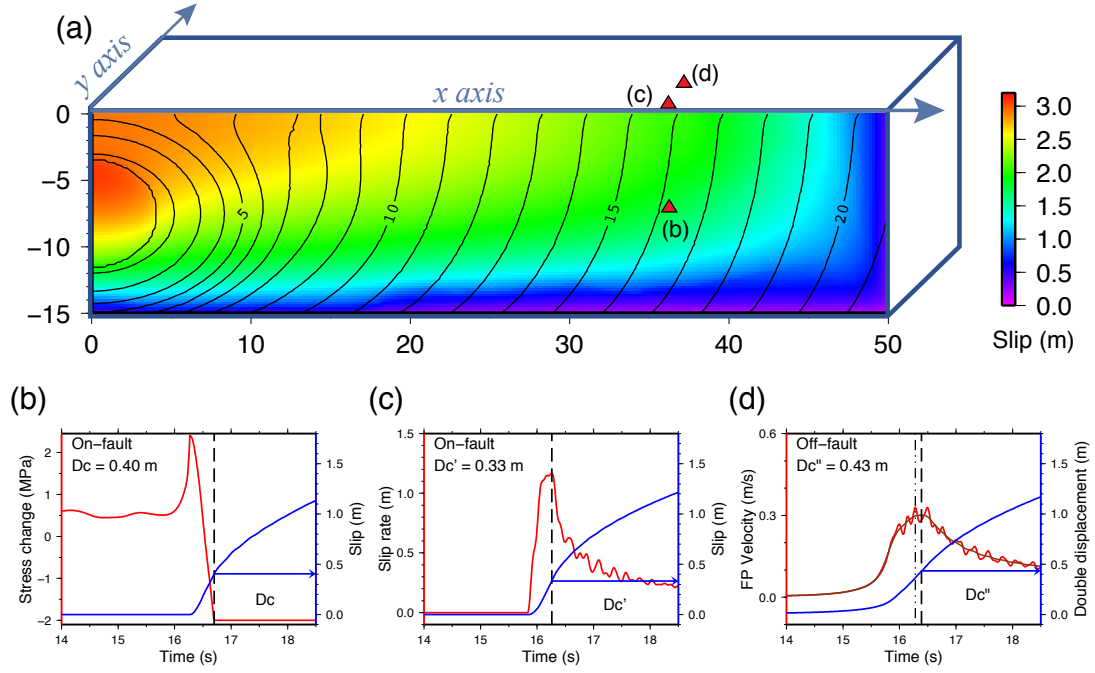 (a)
y axis
x axis
(c)
(d)
(b)
5
10
15
20
0
−5
−10
−15
0
10
20
30
40
50
3.0
2.5
2.0
1.5
1.0
0.5
0.0
Slip (m)
(b)
On−fault
Dc = 0.40 m
Dc
Stress change (MPa)
2
1
0
−1
−2
14
15
16
17
18
Time (s)
1.5
1.0
0.5
0.0
Slip (m)
(c)
On−fault
Dc' = 0.33 m
Dc'
Slip rate (m)
1.5
1.0
0.5
0.0
14
15
16
17
18
Time (s)
1.5
1.0
0.5
0.0
Slip (m)
(d)
Off−fault
Dc" = 0.43 m
Dc"
FP Velocity (m/s)
0.6
0.3
0.0
14
15
16
17
18
Time (s)
1.5
1.0
0.5
0.0
Double displacement (m)